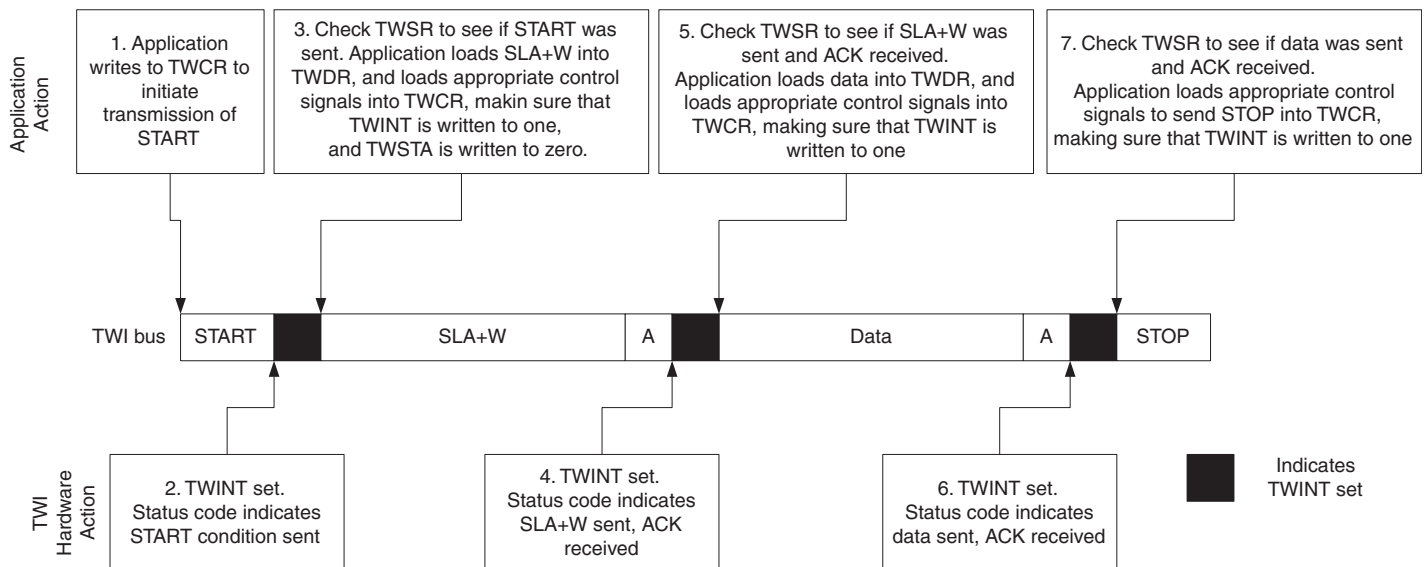 Application
Action
1. Application
writes to TWCR to
initiate
transmission of
START
3. Check TWSR to see if START was
sent. Application loads SLA+W into
TWDR, and loads appropriate control
signals into TWCR, makin sure that
TWINT is written to one,
and TWSTA is written to zero.
5. Check TWSR to see if SLA+W was
sent and ACK received.
Application loads data into TWDR, and
loads appropriate control signals into
TWCR, making sure that TWINT is
written to one
7. Check TWSR to see if data was sent
and ACK received.
Application loads appropriate control
signals to send STOP into TWCR,
making sure that TWINT is written to one
TWI bus
START
SLA+W
A
Data
A
STOP
TWI
Hardware
Action
2. TWINT set.
Status code indicates
START condition sent
4. TWINT set.
Status code indicates
SLA+W sent, ACK
received
6. TWINT set.
Status code indicates
data sent, ACK received
Indicates
TWINT set